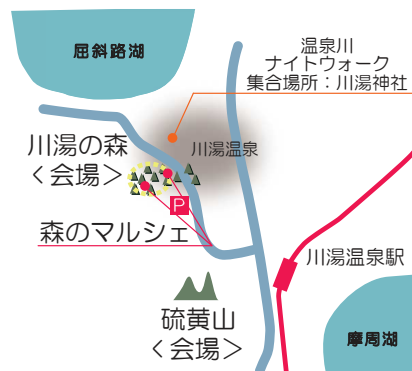 屈斜路湖
温泉川
ナイトウォーク
集合場所：川湯神社
川湯の森
＜会場＞
川湯温泉
P
森のマルシェ
川湯温泉駅
硫黄山
＜会場＞
摩周湖